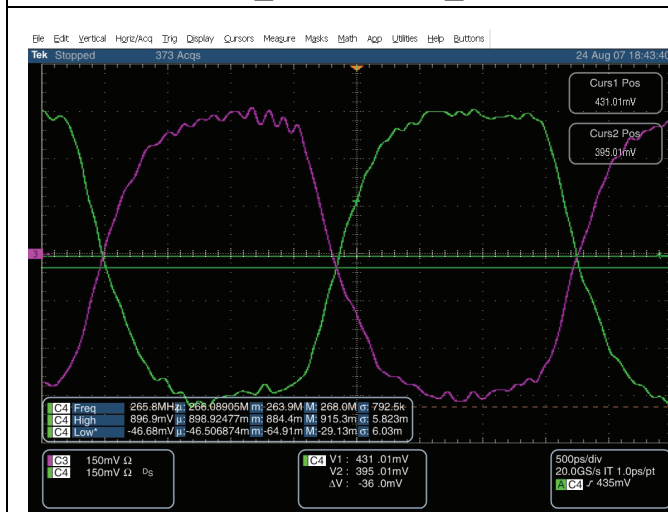 File Edit Vertical Horiz/Acq Trig Display Cursors Measure Masks Math App Utilities Help Buttons
Tek Stopped 373 Acqs 24 Aug 07 18:43:40
Curs1 Pos
431.01mV
Curs2 Pos
395.01mV
3
C4 Freq 265.8MHz µ: 266.08905M m: 263.9M M: 268.0M σ: 792.5k
C4 High 896.9mV µ: 898.92477m m: 884.4m M: 915.3m σ: 5.823m
C4 Low* -46.68mV µ: -46.506874m m: -64.91m M: -29.13m σ: 6.03m
C3 150mV Ω
C4 150mV Ω DS
C4 V1 : 431 .01mV
V2 : 395 .01mV
ΔV : -36 .0mV
500ps/div
20.0GS/s IT 1.0ps/pt
A C4 ∫ 435mV